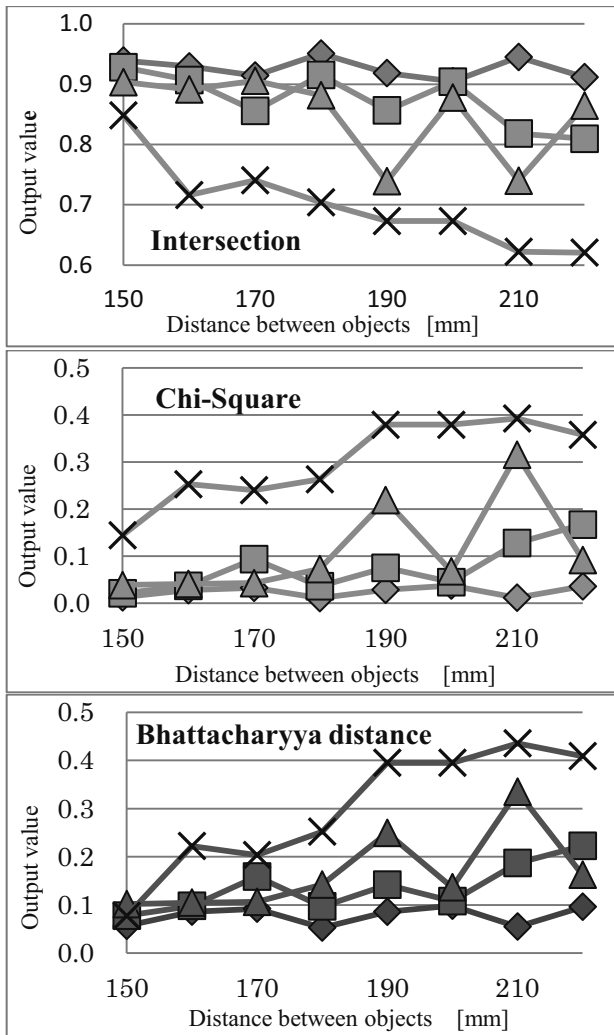 1.0
0.9
0.8
0.7
0.6
Output value
Intersection
150 170 190 210
Distance between objects [mm]
0.5
0.4
0.3
0.2
0.1
0.0
Output value
Chi-Square
150 170 190 210
Distance between objects [mm]
0.5
0.4
0.3
0.2
0.1
0.0
Output value
Bhattacharyya distance
150 170 190 210
Distance between objects [mm]